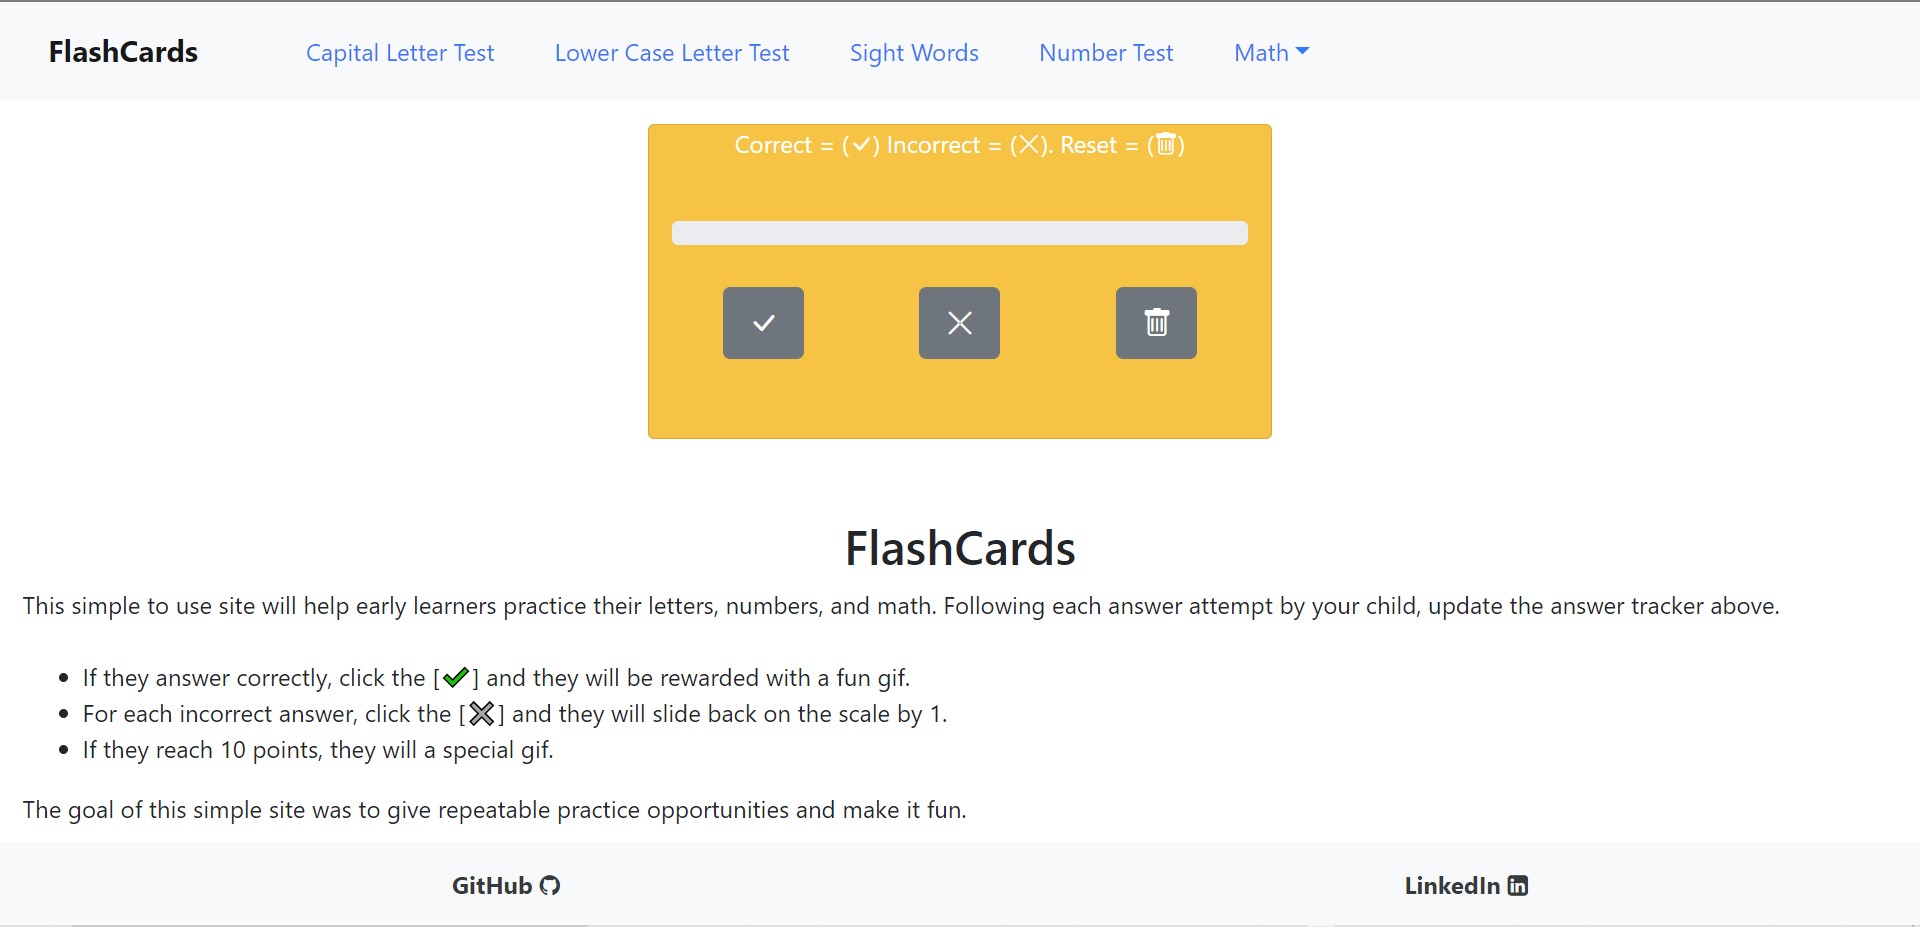 FlashCards Capital Letter Test Lower Case Letter Test Sight Words Number Test Math
Correct = (✓) Incorrect = (✕). Reset = (🗑)
FlashCards
This simple to use site will help early learners practice their letters, numbers, and math. Following each answer attempt by your child, update the answer tracker above.
• If they answer correctly, click the [✔] and they will be rewarded with a fun gif.
• For each incorrect answer, click the [✖] and they will slide back on the scale by 1.
• If they reach 10 points, they will a special gif.
The goal of this simple site was to give repeatable practice opportunities and make it fun.
GitHub LinkedIn